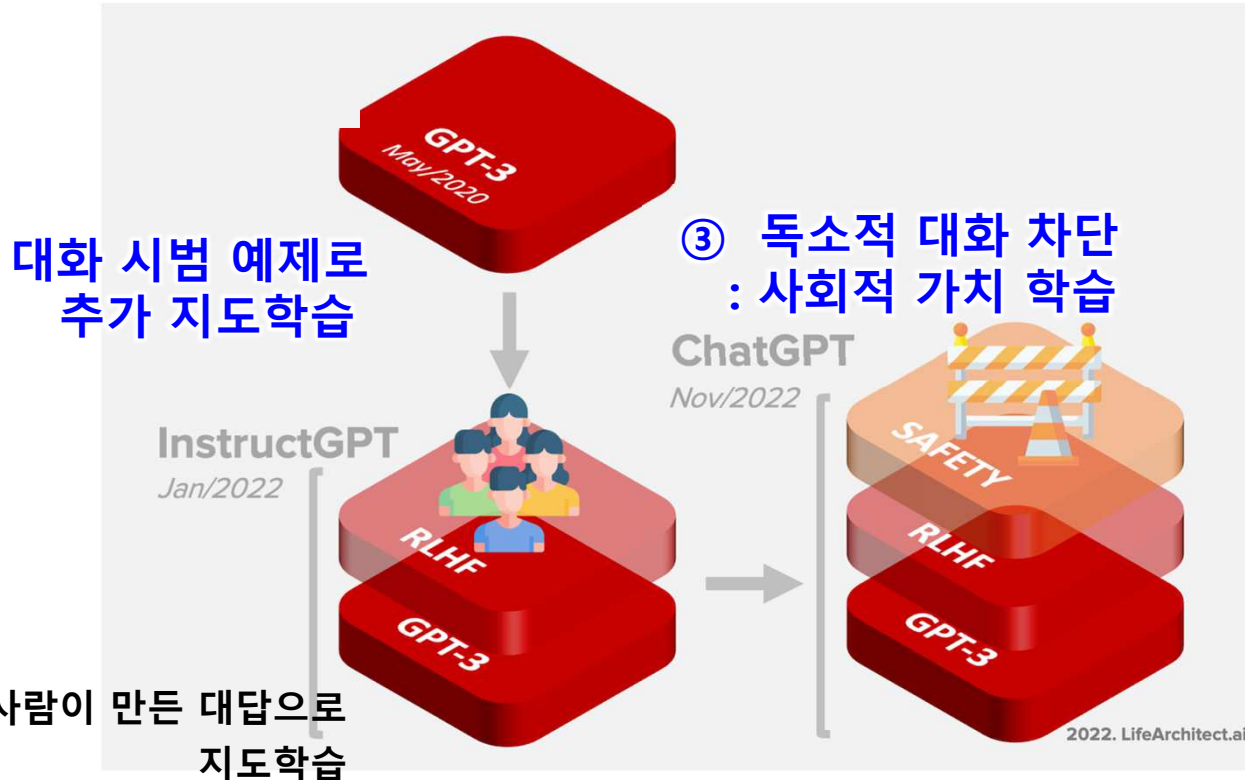 GPT-3
May/2020
대화 시범 예제로
추가 지도학습
③ 독소적 대화 차단
: 사회적 가치 학습
InstructGPT
Jan/2022
RLHF
GPT-3
ChatGPT
Nov/2022
SAFETY
RLHF
GPT-3
사람이 만든 대답으로
지도학습
2022. LifeArchitect.ai